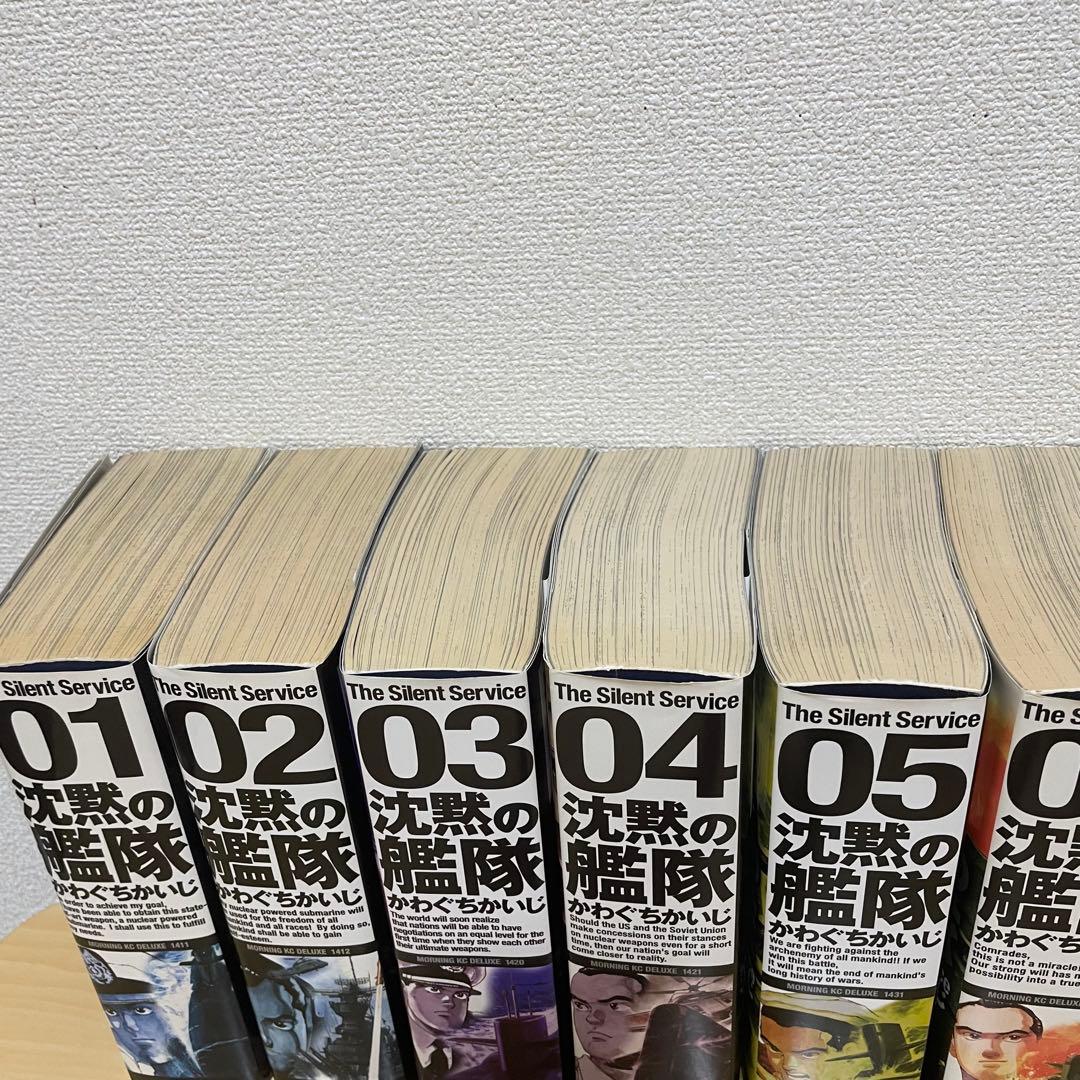 Silent Service
01
沈黙の
艦隊
かわぐちかいじ
order to achieve my goal,
been able to obtain this state-
weapon, a nuclear powered
I shall use this to fulfill
needs.
MORNING KC DELUXE 1411
The Silent Service
02
沈黙の
艦隊
かわぐちかいじ
nuclear powered submarine will
used for the freedom of all
and all races! By doing so,
shall be able to gain
MORNING KC DELUXE 1412
The Silent Service
03
沈黙の
艦隊
かわぐちかいじ
The world will soon realize
that nations will be able to have
negotiations on an equal level for the
first time when they show each other
their ultimate weapons.
MORNING KC DELUXE 1420
The Silent Service
04
沈黙の
艦隊
かわぐちかいじ
Should the US and the Soviet Union
make concessions on their stances
on nuclear weapons even for a short
time, then our nation's goal will
come closer to reality.
MORNING KC DELUXE 1421
The Silent Service
05
沈黙の
艦隊
かわぐちかいじ
We are fighting against the
archenemy of all mankind!! If we
win this battle,
it will mean the end of mankind's
long history of wars.
MORNING KC DELUXE 1431
The
0
沈黙
艦
かわぐち
Comrades,
this is not a miracle
Our strong will has
possibility into a true
MORNING KC DELUXE